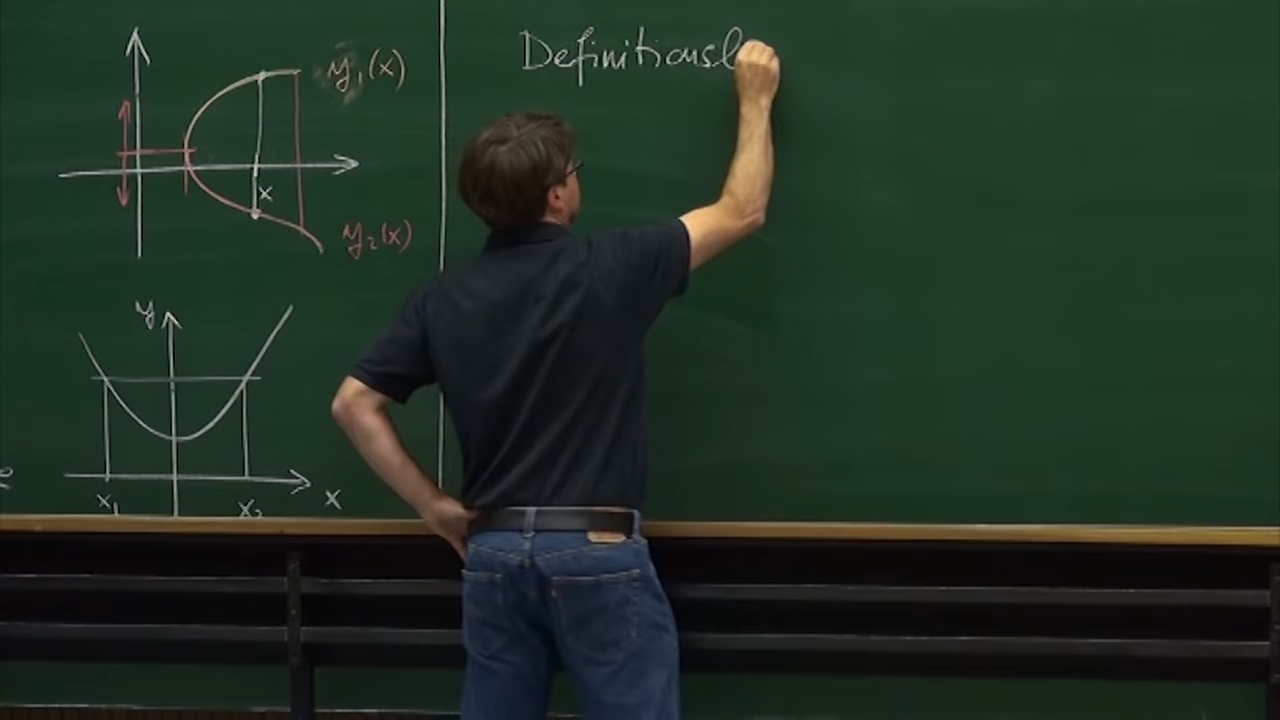 y₁(x)
x
y₂(x)
y
x₁
x₂
x
Definitionsb